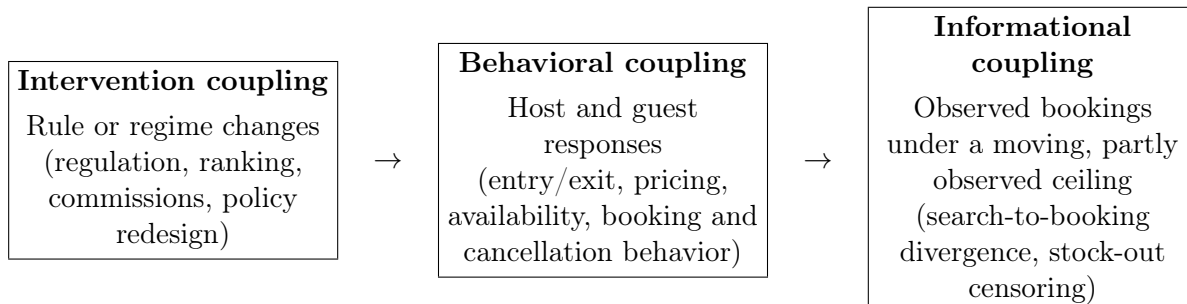 Intervention coupling
Rule or regime changes
(regulation, ranking,
commissions, policy
redesign)
→
Behavioral coupling
Host and guest
responses
(entry/exit, pricing,
availability, booking and
cancellation behavior)
→
Informational
coupling
Observed bookings
under a moving, partly
observed ceiling
(search-to-booking
divergence, stock-out
censoring)